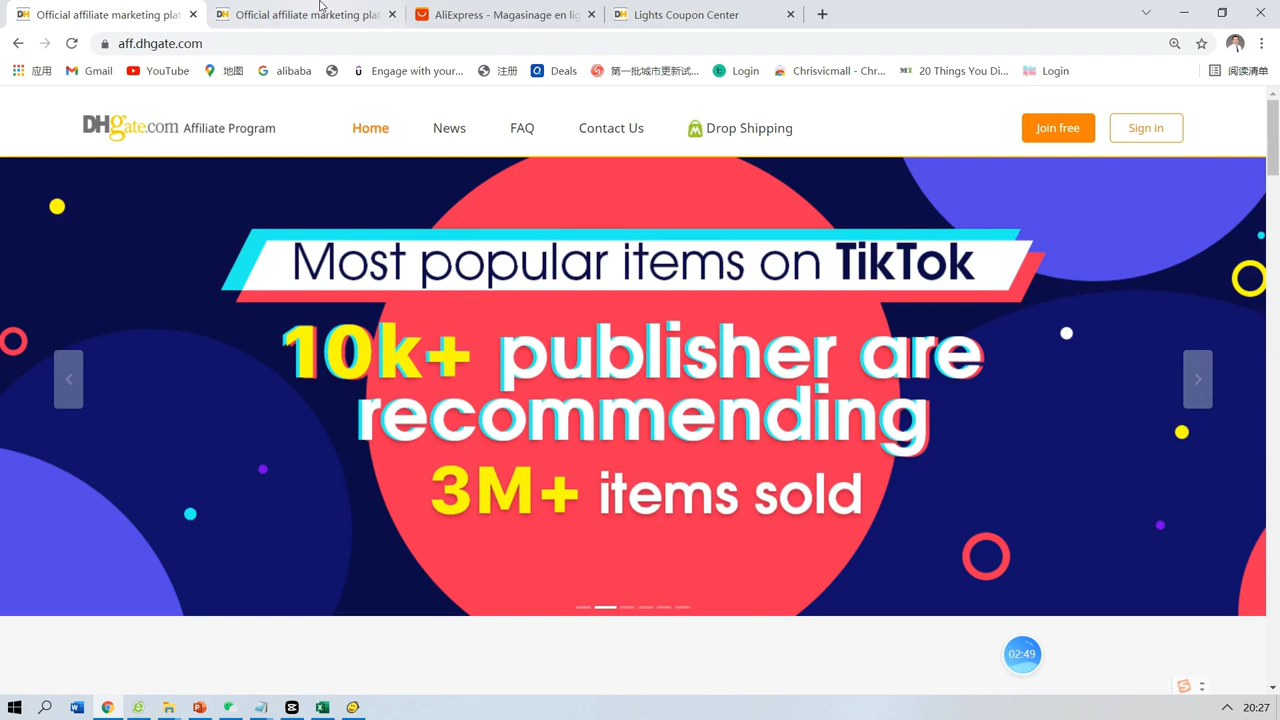 Official affiliate marketing plat
Official affiliate marketing plat
AliExpress - Magasinage en lig
Lights Coupon Center
aff.dhgate.com
应用
Gmail
YouTube
地图
alibaba
Engage with your...
注册
Deals
第一批城市更新试...
Login
Chrisvicmall - Chr...
20 Things You Di...
Login
阅读清单
DHgate.com Affiliate Program
Home
News
FAQ
Contact Us
Drop Shipping
Join free
Sign in
Most popular items on TikTok
10k+ publisher are
recommending
3M+ items sold
02:49
20:27